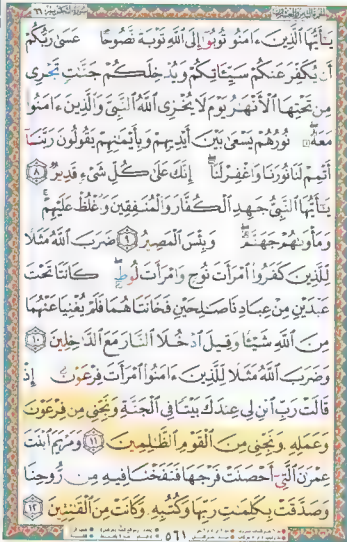 يَٰٓأَيُّهَا ٱلَّذِينَ ءَامَنُوا۟ تُوبُوٓا۟ إِلَى ٱللَّهِ تَوْبَةً نَّصُوحًا عَسَىٰ رَبُّكُمْ
أَن يُكَفِّرَ عَنكُمْ سَيِّـَٔاتِكُمْ وَيُدْخِلَكُمْ جَنَّٰتٍ تَجْرِى
مِن تَحْتِهَا ٱلْأَنْهَٰرُ يَوْمَ لَا يُخْزِى ٱللَّهُ ٱلنَّبِىَّ وَٱلَّذِينَ ءَامَنُوا۟
مَعَهُۥ نُورُهُمْ يَسْعَىٰ بَيْنَ أَيْدِيهِمْ وَبِأَيْمَٰنِهِمْ يَقُولُونَ رَبَّنَآ
أَتْمِمْ لَنَا نُورَنَا وَٱغْفِرْ لَنَآ إِنَّكَ عَلَىٰ كُلِّ شَىْءٍ قَدِيرٌ ٨
يَٰٓأَيُّهَا ٱلنَّبِىُّ جَٰهِدِ ٱلْكُفَّارَ وَٱلْمُنَٰفِقِينَ وَٱغْلُظْ عَلَيْهِمْ
وَمَأْوَىٰهُمْ جَهَنَّمُ وَبِئْسَ ٱلْمَصِيرُ ٩ ضَرَبَ ٱللَّهُ مَثَلًا
لِّلَّذِينَ كَفَرُوا۟ ٱمْرَأَتَ نُوحٍ وَٱمْرَأَتَ لُوطٍ كَانَتَا تَحْتَ
عَبْدَيْنِ مِنْ عِبَادِنَا صَٰلِحَيْنِ فَخَانَتَاهُمَا فَلَمْ يُغْنِيَا عَنْهُمَا
مِنَ ٱللَّهِ شَيْـًٔا وَقِيلَ ٱدْخُلَا ٱلنَّارَ مَعَ ٱلدَّٰخِلِينَ ١٠
وَضَرَبَ ٱللَّهُ مَثَلًا لِّلَّذِينَ ءَامَنُوا۟ ٱمْرَأَتَ فِرْعَوْنَ إِذْ
قَالَتْ رَبِّ ٱبْنِ لِى عِندَكَ بَيْتًا فِى ٱلْجَنَّةِ وَنَجِّنِى مِن فِرْعَوْنَ
وَعَمَلِهِۦ وَنَجِّنِى مِنَ ٱلْقَوْمِ ٱلظَّٰلِمِينَ ١١ وَمَرْيَمَ ٱبْنَتَ
عِمْرَٰنَ ٱلَّتِىٓ أَحْصَنَتْ فَرْجَهَا فَنَفَخْنَا فِيهِ مِن رُّوحِنَا
وَصَدَّقَتْ بِكَلِمَٰتِ رَبِّهَا وَكُتُبِهِۦ وَكَانَتْ مِنَ ٱلْقَٰنِتِينَ ١٢
٥٦١